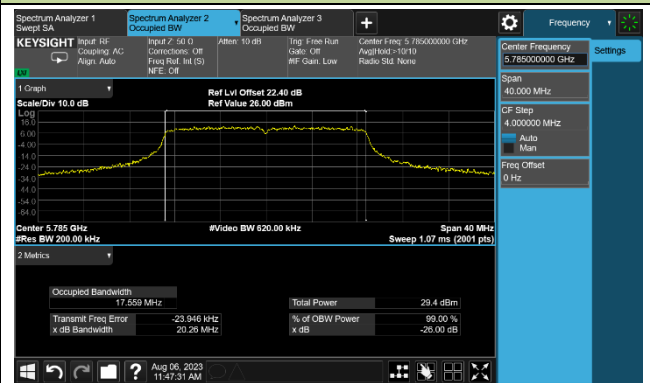 Spectrum Analyzer 1
Swept SA
Spectrum Analyzer 2
Occupied BW
Spectrum Analyzer 3
Occupied BW
Frequency
KEYSIGHT
Input: RF
Coupling: AC
Align: Auto
Input Z: 50 Ω
Corrections: Off
Freq Ref: Int (S)
NFE: Off
Atten: 10 dB
Trig: Free Run
Gate: Off
#IF Gain: Low
Center Freq: 5.785000000 GHz
Avg|Hold:>10/10
Radio Std: None
LXI
Center Frequency
5.785000000 GHz
Settings
Span
40.000 MHz
CF Step
4.000000 MHz
Auto
Man
Freq Offset
0 Hz
1 Graph
Ref Lvl Offset 22.40 dB
Scale/Div 10.0 dB
Ref Value 26.00 dBm
Log
16.0
6.00
-4.00
-14.0
-24.0
-34.0
-44.0
-54.0
-64.0
Center 5.785 GHz
#Video BW 620.00 kHz
Span 40 MHz
#Res BW 200.00 kHz
Sweep 1.07 ms (2001 pts)
2 Metrics
Occupied Bandwidth
17.559 MHz
Total Power
29.4 dBm
Transmit Freq Error
-23.946 kHz
% of OBW Power
99.00 %
x dB Bandwidth
20.26 MHz
x dB
-26.00 dB
?
Aug 06, 2023
11:47:31 AM